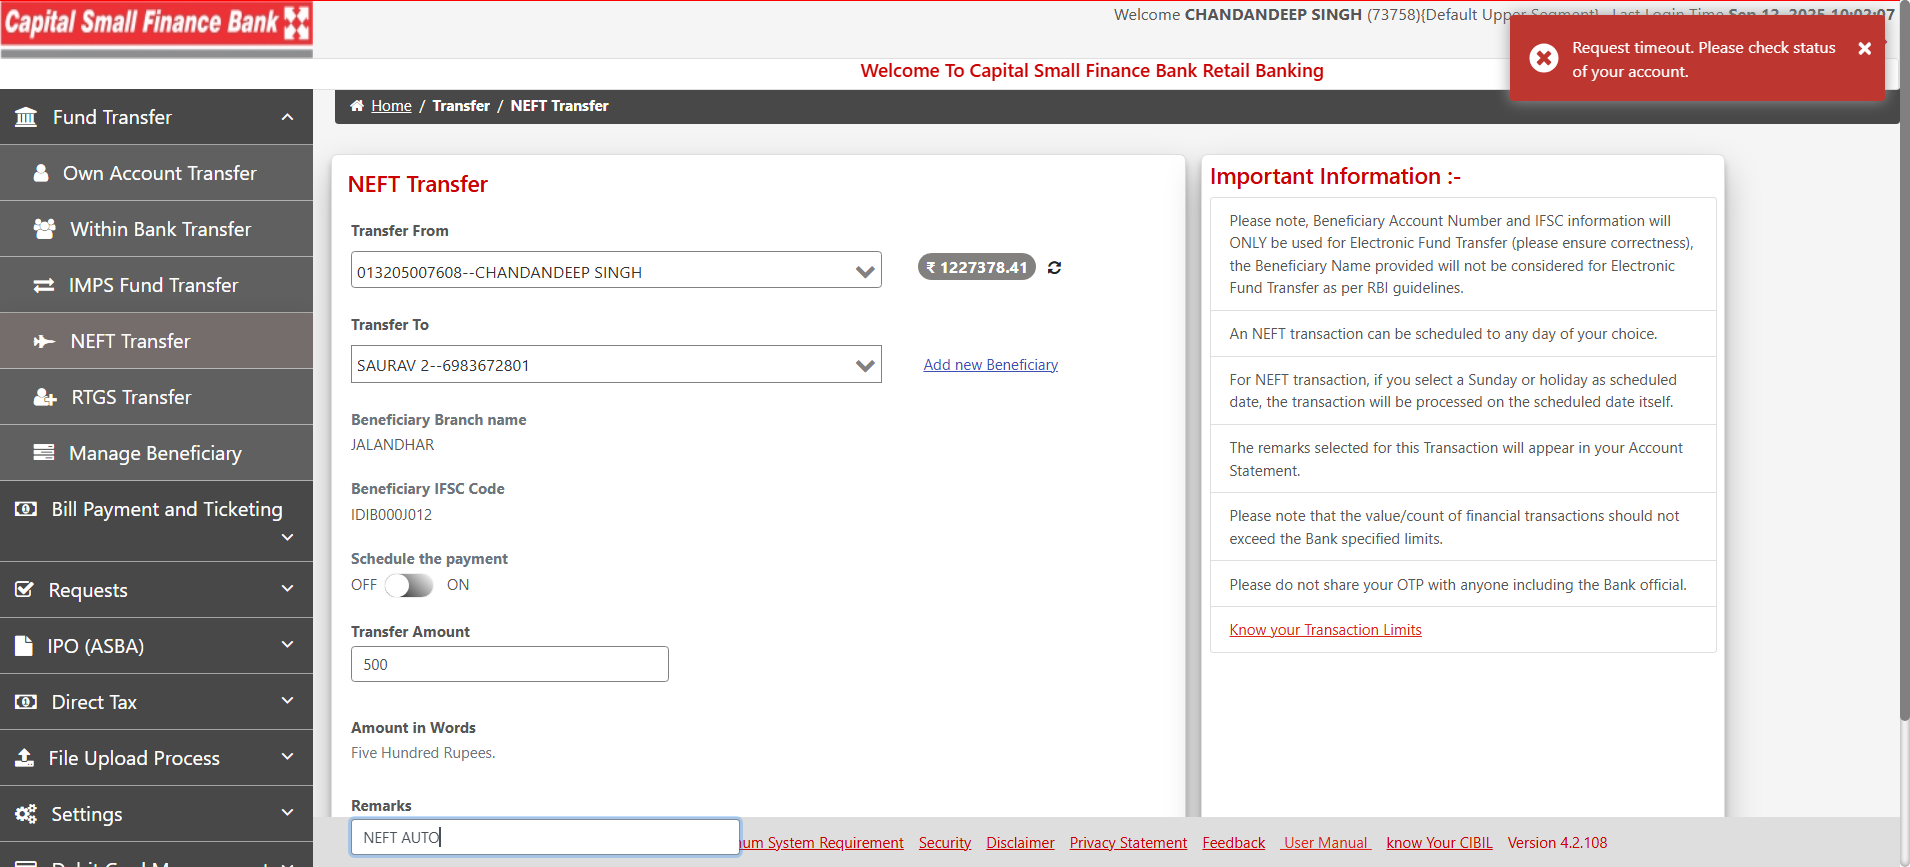 Capital Small Finance Bank
Welcome CHANDANDEEP SINGH (73758){Default Upper Segment} Last Login Time Sep 12, 2025 10:02:07
Request timeout. Please check status
of your account.
Welcome To Capital Small Finance Bank Retail Banking
Home / Transfer / NEFT Transfer
Fund Transfer
Own Account Transfer
Within Bank Transfer
IMPS Fund Transfer
NEFT Transfer
RTGS Transfer
Manage Beneficiary
Bill Payment and Ticketing
Requests
IPO (ASBA)
Direct Tax
File Upload Process
Settings
NEFT Transfer
Transfer From
013205007608--CHANDANDEEP SINGH
₹ 1227378.41
Transfer To
SAURAV 2--6983672801
Add new Beneficiary
Beneficiary Branch name
JALANDHAR
Beneficiary IFSC Code
IDIB000J012
Schedule the payment
OFF ON
Transfer Amount
500
Amount in Words
Five Hundred Rupees.
Remarks
NEFT AUTO
Important Information :-
Please note, Beneficiary Account Number and IFSC information will
ONLY be used for Electronic Fund Transfer (please ensure correctness),
the Beneficiary Name provided will not be considered for Electronic
Fund Transfer as per RBI guidelines.
An NEFT transaction can be scheduled to any day of your choice.
For NEFT transaction, if you select a Sunday or holiday as scheduled
date, the transaction will be processed on the scheduled date itself.
The remarks selected for this Transaction will appear in your Account
Statement.
Please note that the value/count of financial transactions should not
exceed the Bank specified limits.
Please do not share your OTP with anyone including the Bank official.
Know your Transaction Limits
System Requirement Security Disclaimer Privacy Statement Feedback User Manual know Your CIBIL Version 4.2.108